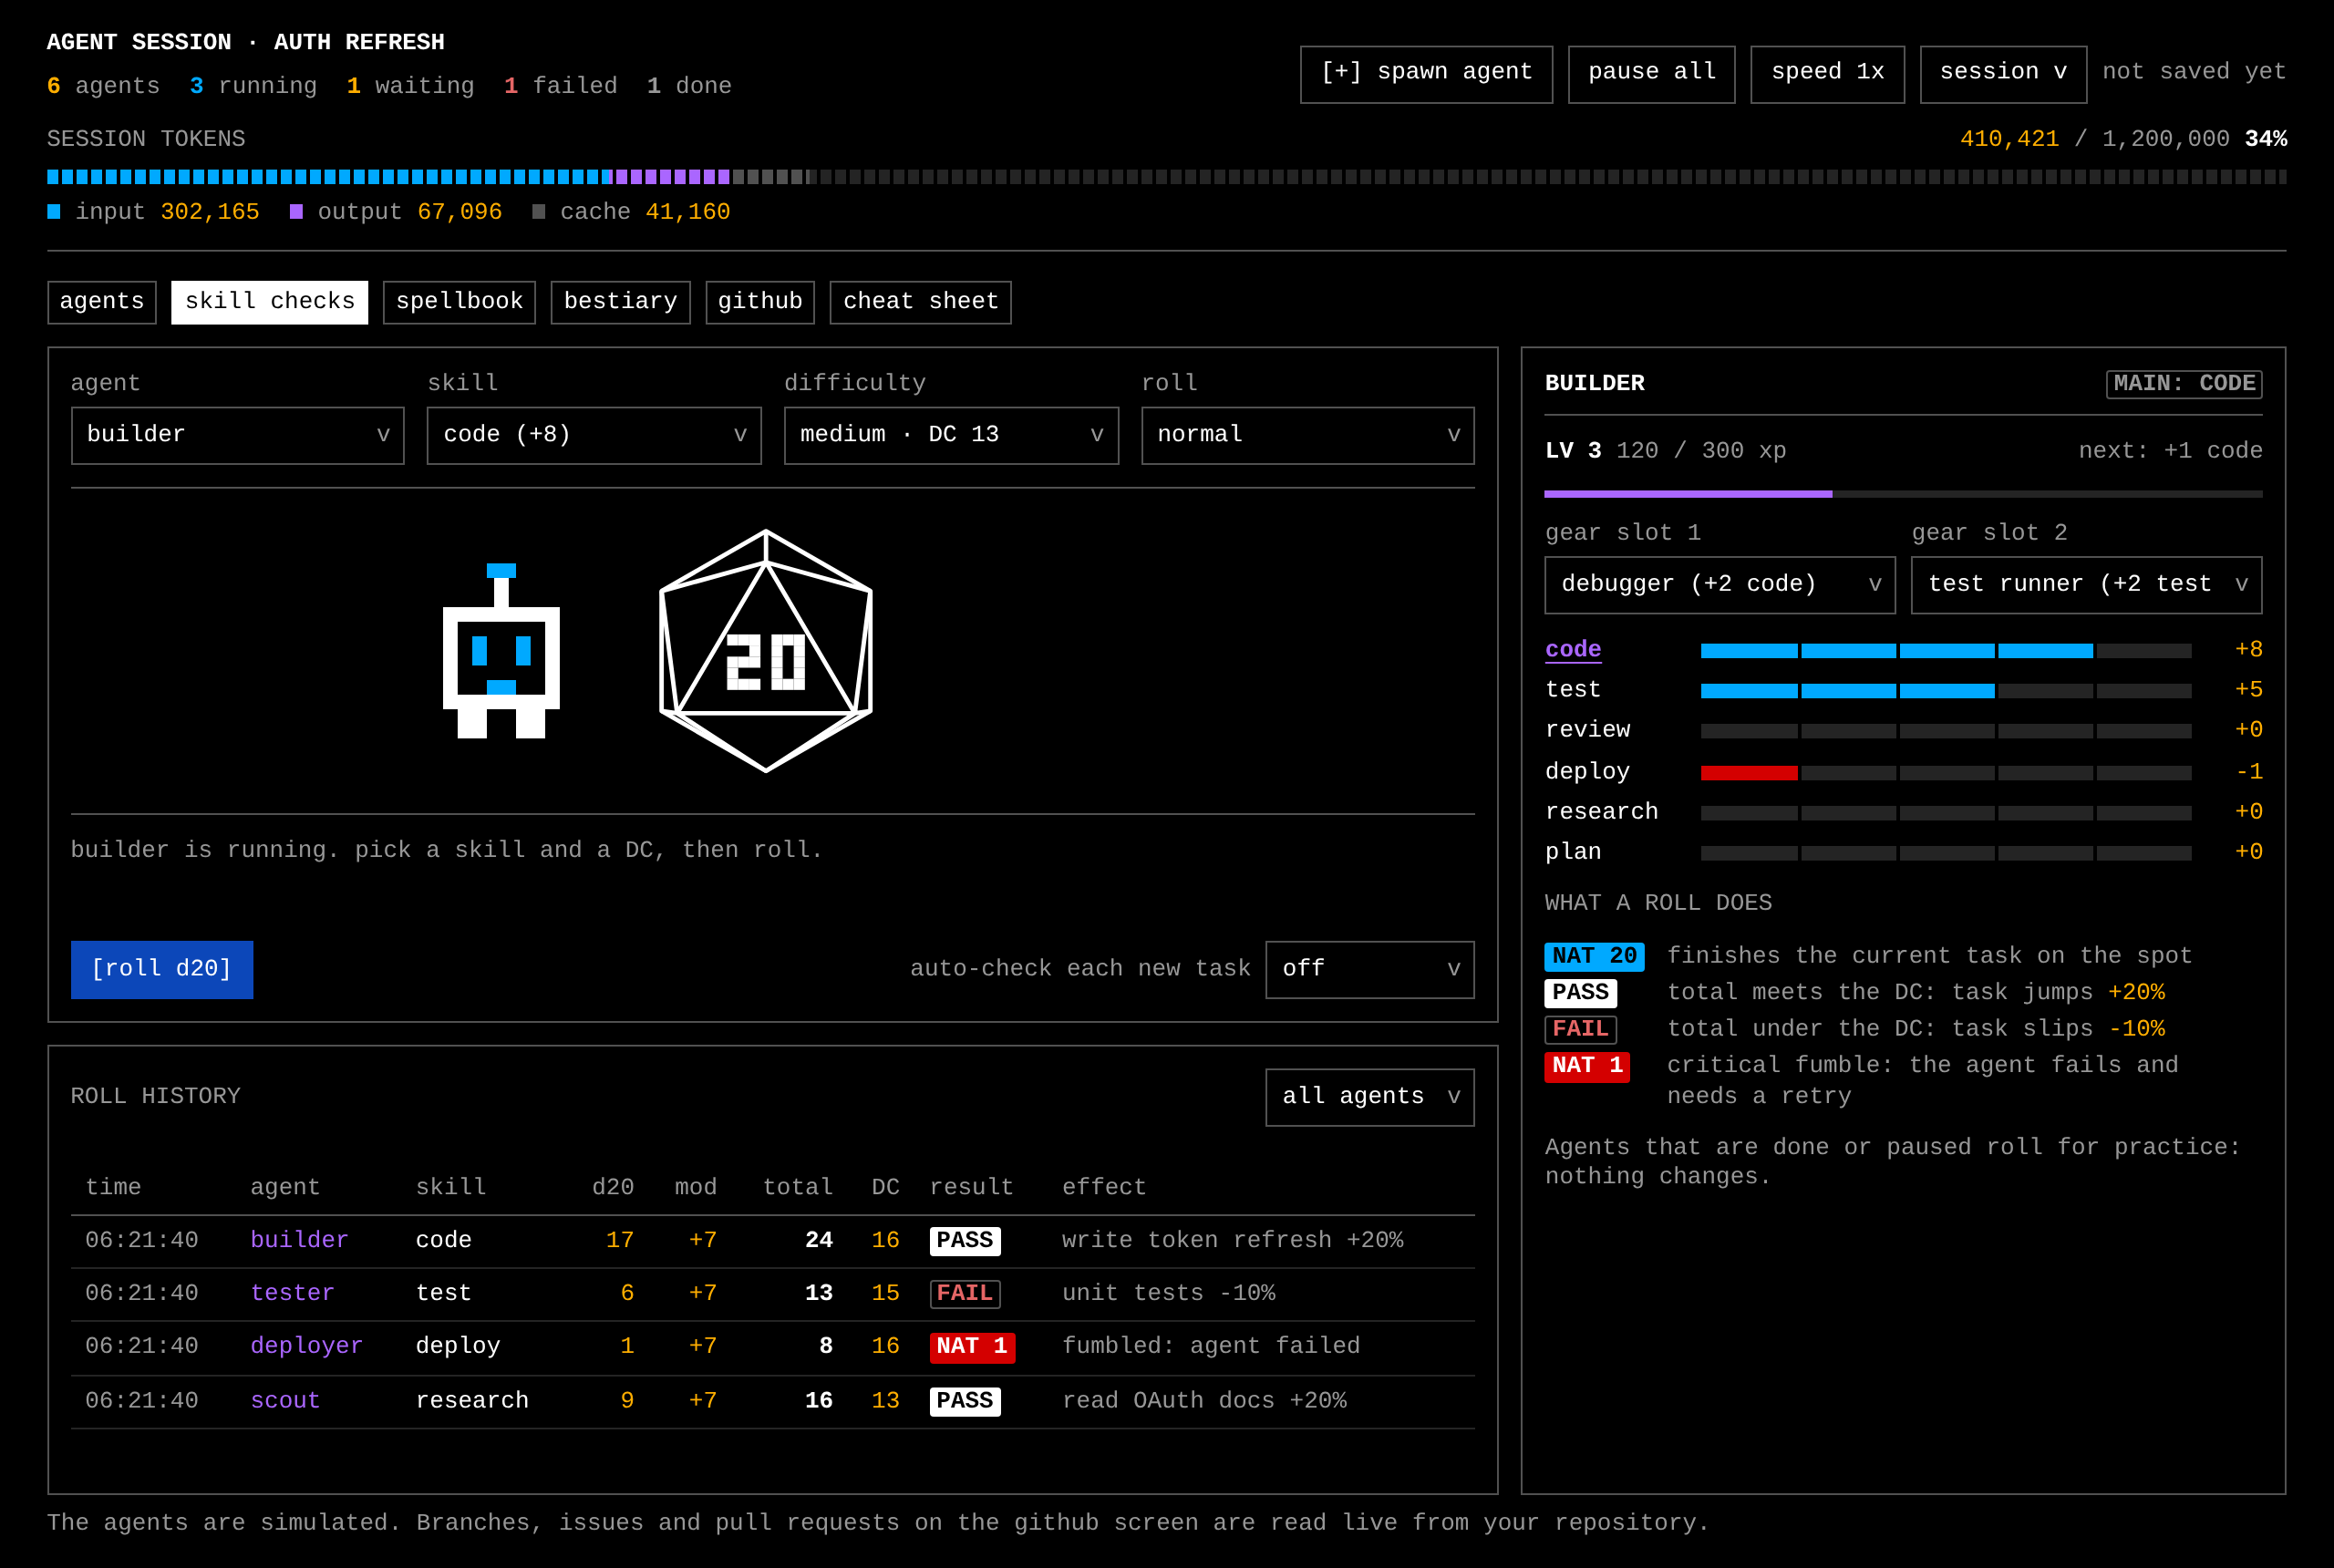 AGENT SESSION · AUTH REFRESH
6 agents 3 running 1 waiting 1 failed 1 done
[+] spawn agent pause all speed 1x session v not saved yet
SESSION TOKENS 410,421 / 1,200,000 34%
input 302,165 output 67,096 cache 41,160
agents skill checks spellbook bestiary github cheat sheet
agent skill difficulty roll
builder v code (+8) v medium · DC 13 v normal v
20
builder is running. pick a skill and a DC, then roll.
[roll d20] auto-check each new task off v
ROLL HISTORY all agents v
time agent skill d20 mod total DC result effect
06:21:40 builder code 17 +7 24 16 PASS write token refresh +20%
06:21:40 tester test 6 +7 13 15 FAIL unit tests -10%
06:21:40 deployer deploy 1 +7 8 16 NAT 1 fumbled: agent failed
06:21:40 scout research 9 +7 16 13 PASS read OAuth docs +20%
BUILDER MAIN: CODE
LV 3 120 / 300 xp next: +1 code
gear slot 1 gear slot 2
debugger (+2 code) v test runner (+2 test v
code +8
test +5
review +0
deploy -1
research +0
plan +0
WHAT A ROLL DOES
NAT 20 finishes the current task on the spot
PASS total meets the DC: task jumps +20%
FAIL total under the DC: task slips -10%
NAT 1 critical fumble: the agent fails and
needs a retry
Agents that are done or paused roll for practice:
nothing changes.
The agents are simulated. Branches, issues and pull requests on the github screen are read live from your repository.